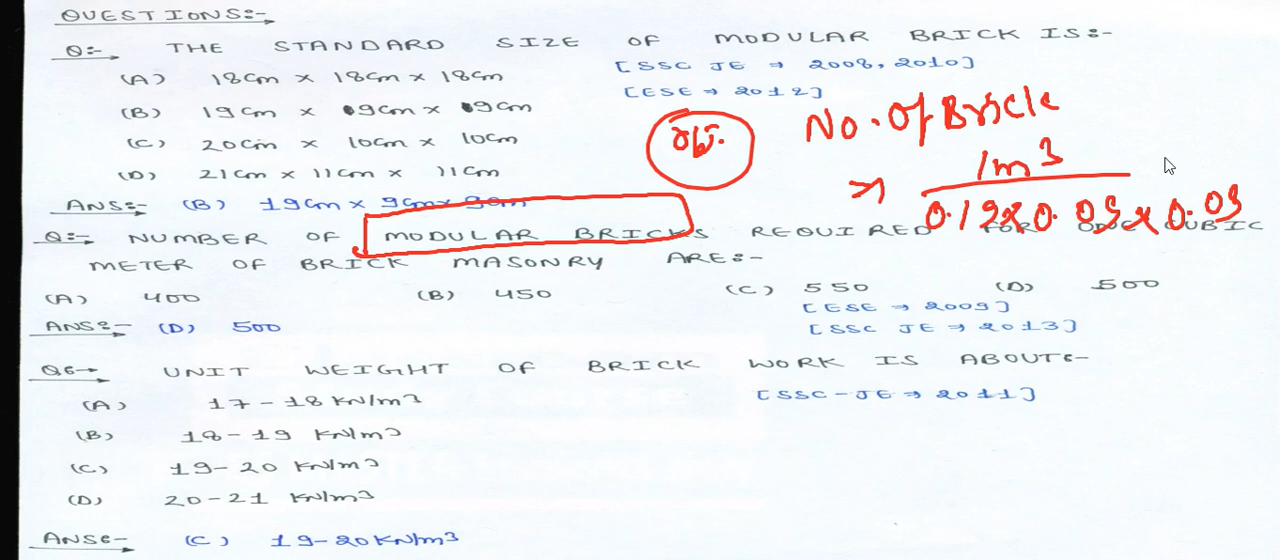 QUESTIONS:-
Q:- THE STANDARD SIZE OF MODULAR BRICK IS:-
[SSC JE → 2008, 2010]
(A) 18cm × 18cm × 18cm
[ESE → 2012]
(B) 19cm × 9cm × 9cm
(C) 20cm × 10cm × 10cm
(D) 21cm × 11cm × 11cm
No. Of Brick
1m³
⇒ 0.19 × 0.09 × 0.09
ANS:- (B) 19cm × 9cm × 9cm
Q:- NUMBER OF MODULAR BRICKS REQUIRED FOR ONE CUBIC
METER OF BRICK MASONRY ARE:-
(A) 400 (B) 450 (C) 550 (D) 500
[ESE → 2009]
ANS:- (D) 500
[SSC JE → 2013]
Q:- UNIT WEIGHT OF BRICK WORK IS ABOUT:-
[SSC-JE → 2011]
(A) 17-18 KN/m³
(B) 18-19 KN/m³
(C) 19-20 KN/m³
(D) 20-21 KN/m³
ANS:- (C) 19-20 KN/m³